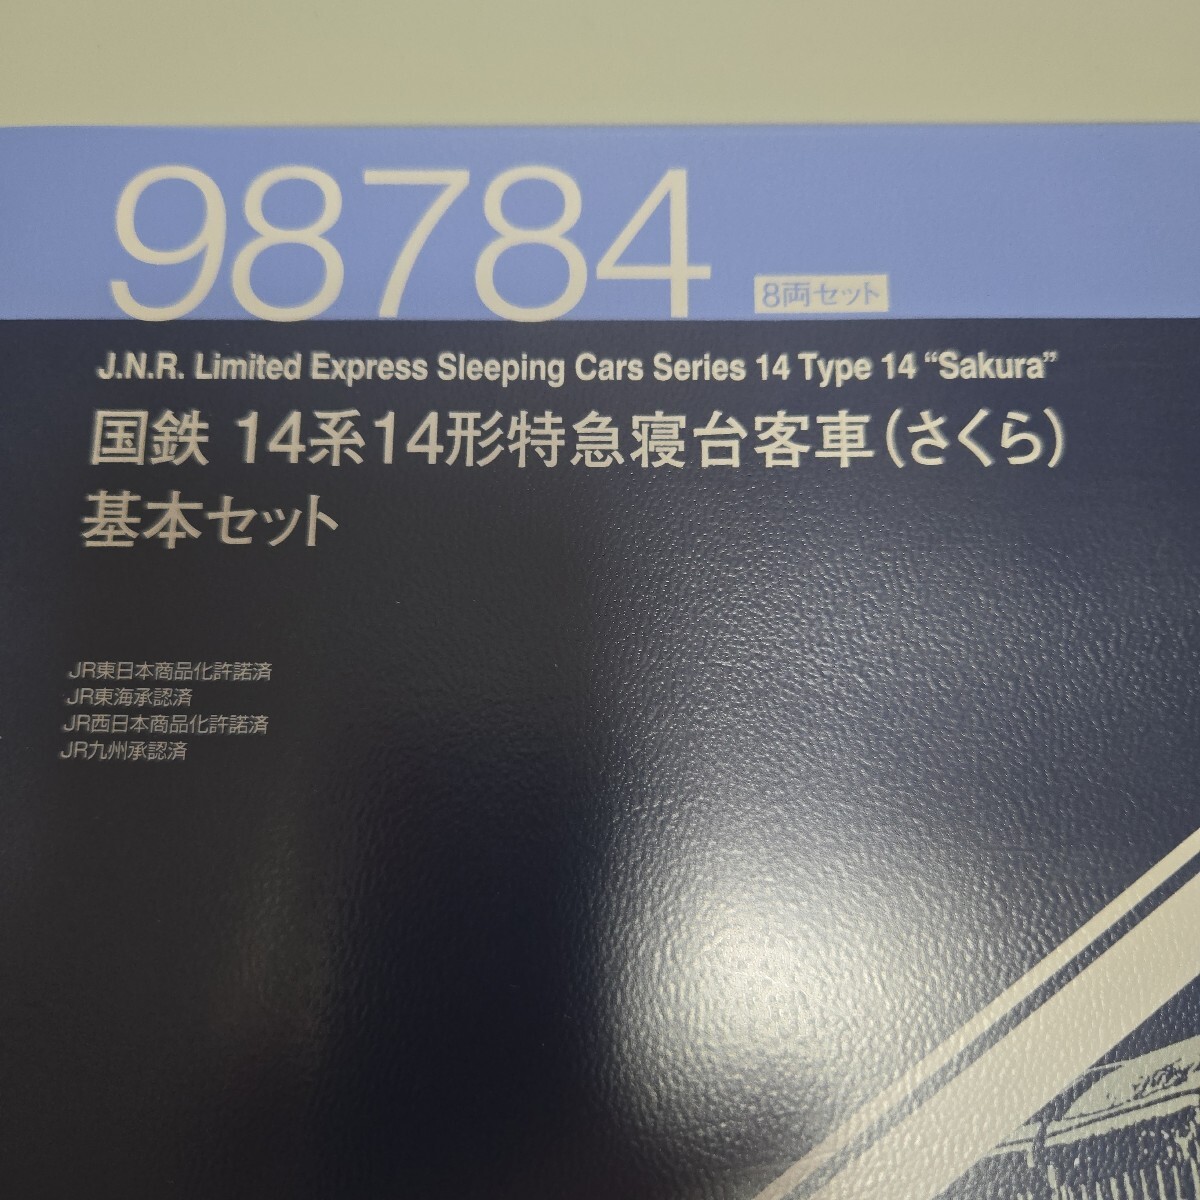 98784
8両セット
J.N.R. Limited Express Sleeping Cars Series 14 Type 14 “Sakura”
国鉄 14系14形特急寝台客車(さくら)
基本セット
JR東日本商品化許諾済
JR東海承認済
JR西日本商品化許諾済
JR九州承認済